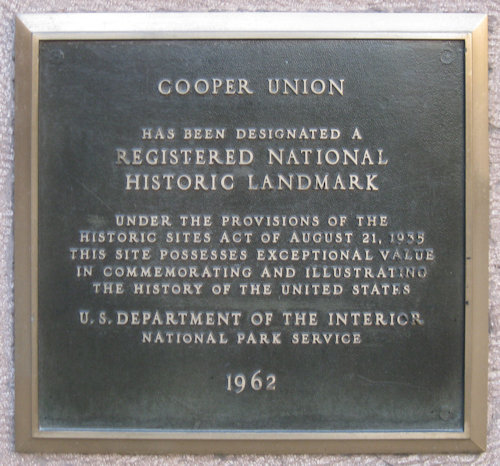 COOPER UNION
HAS BEEN DESIGNATED A
REGISTERED NATIONAL
HISTORIC LANDMARK
UNDER THE PROVISIONS OF THE
HISTORIC SITES ACT OF AUGUST 21, 1935
THIS SITE POSSESSES EXCEPTIONAL VALUE
IN COMMEMORATING AND ILLUSTRATING
THE HISTORY OF THE UNITED STATES
U. S. DEPARTMENT OF THE INTERIOR
NATIONAL PARK SERVICE
1962